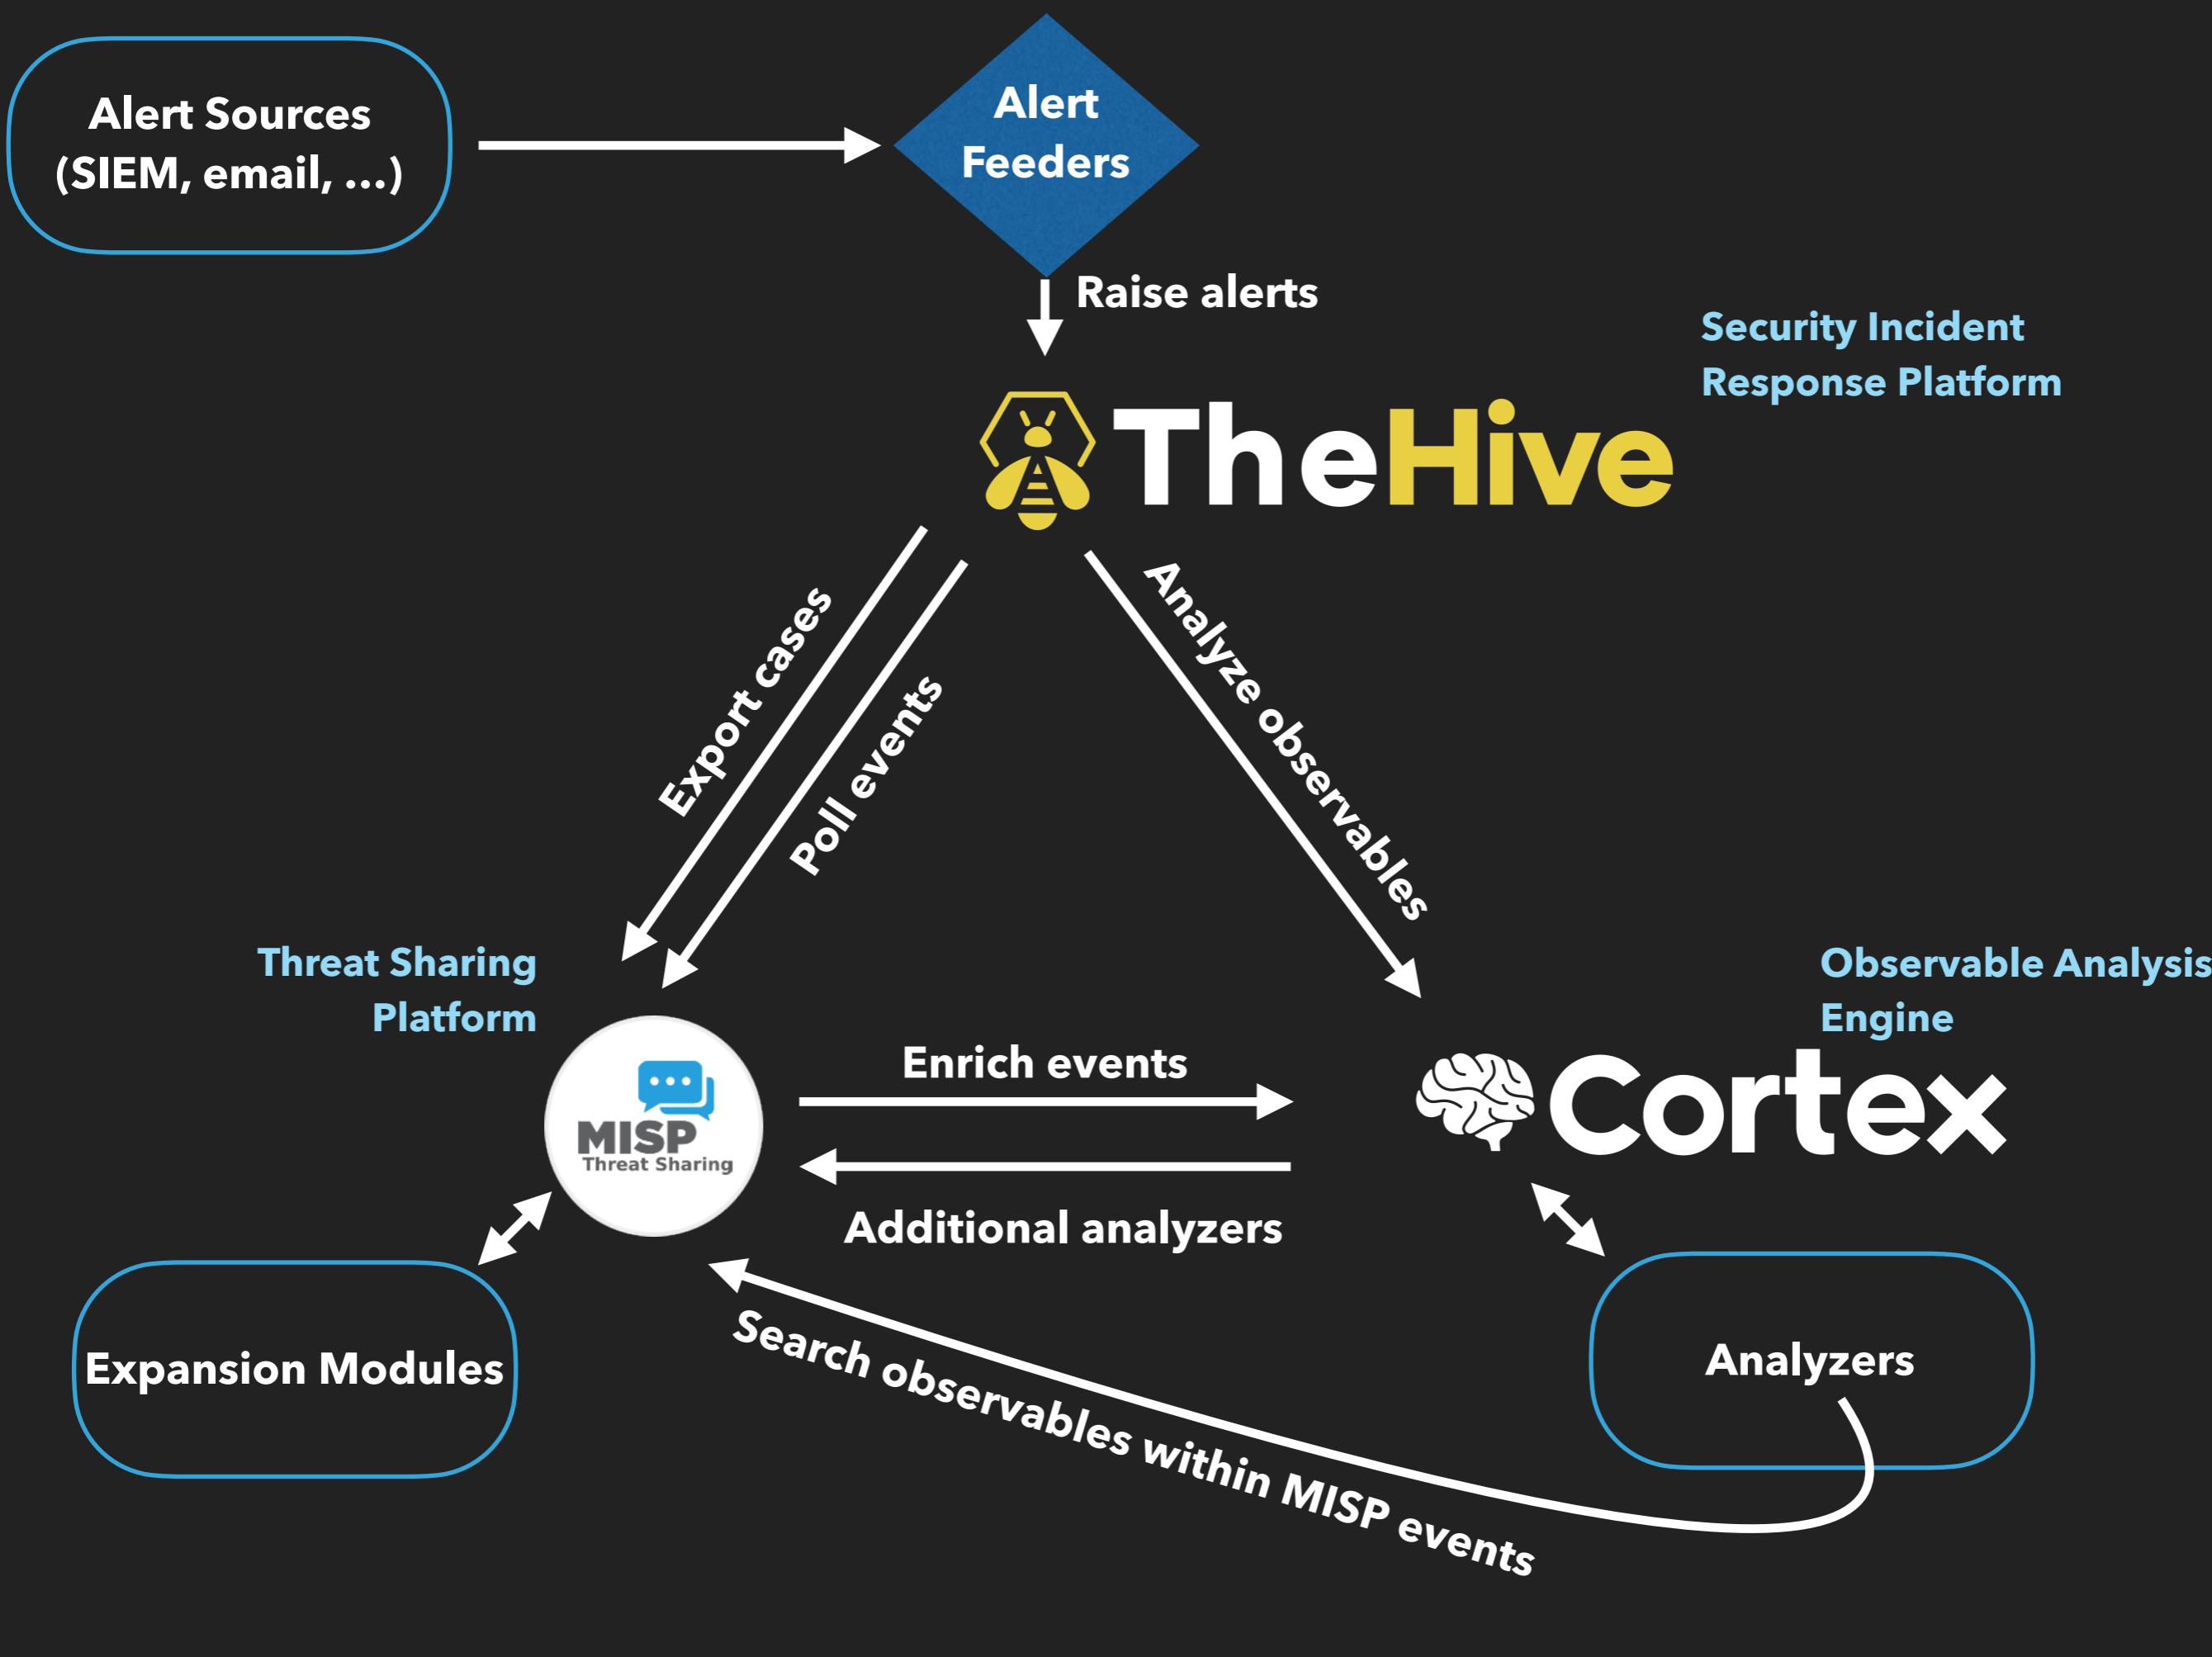 Alert Sources
(SIEM, email, ...)
Alert
Feeders
Raise alerts
Security Incident
Response Platform
TheHive
Export cases
Poll events
Analyze observables
Threat Sharing
Platform
Observable Analysis
Engine
MISP
Threat Sharing
Enrich events
Cortex
Additional analyzers
Expansion Modules
Analyzers
Search observables within MISP events